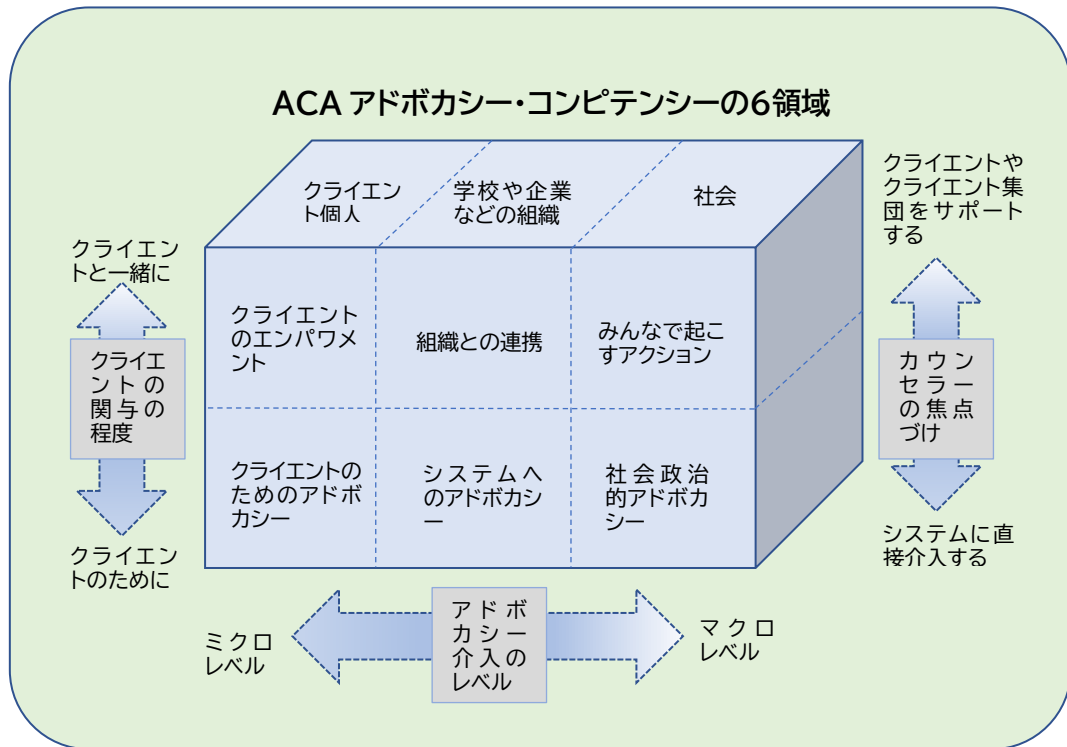 ACA アドボカシー・コンピテンシーの6領域
クライエン
ト個人
学校や企業
などの組織
社会
クライエントや
クライエント集
団をサポート
する
クライエン
トと一緒に
クライエント
のエンパワメ
ント
組織との連携
みんなで起こ
すアクション
クライエ
ントの
関与の
程度
カウン
セラー
の焦点
づけ
クライエントの
ためのアドボ
カシー
システムへ
のアドボカシ
ー
社会政治
的アドボカ
シー
クライエン
トのために
システムに直
接介入する
ミクロ
レベル
アドボ
カシー
介入の
レベル
マクロ
レベル